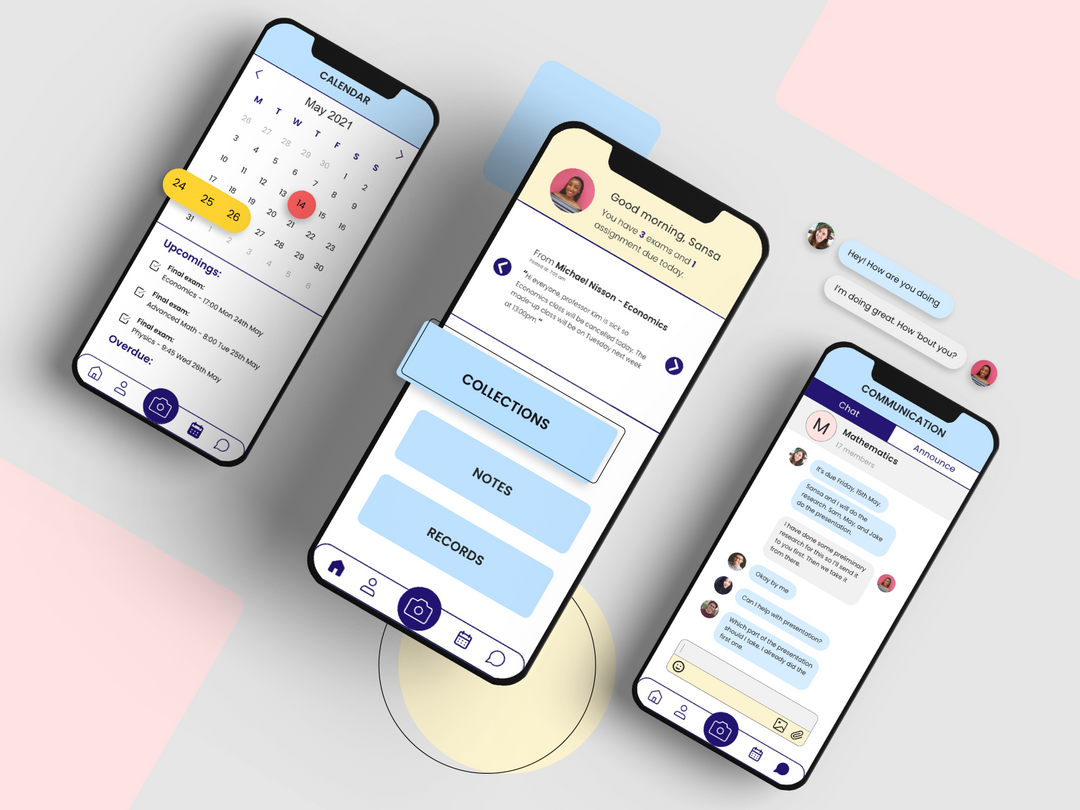 CALENDAR
May 2021
M T W T F S S
26 27 28 29 30 1 2
3 4 5 6 7 8 9
10 11 12 13 14 15 16
17 18 19 20 21 22 23
24 25 26 27 28 29 30
31 1 2 3 4 5 6
Upcomings:
Final exam:
Economics - 17:00 Mon 24th May
Final exam:
Advanced Math - 8:00 Tue 25th May
Final exam:
Physics - 9:45 Wed 26th May
Overdue:
Good morning, Sansa
You have 3 exams and 1
assignment due today.
From Michael Nisson - Economics
"Hi everyone, professor Kim is sick so
Economics class will be cancelled today. The
made-up class will be on Tuesday next week
at 13:00pm."
COLLECTIONS
NOTES
RECORDS
Hey! How are you doing
I'm doing great. How 'bout you?
COMMUNICATION
Chat
Announce
M
Mathematics
17 members
It's due Friday, 15th May.
Sansa and I will do the
research. Sam, May, and Jake
do the presentation.
I have done some preliminary
research for this so I'll send it
to you first. Then we take it
from there.
Okay by me
Can I help with presentation?
Which part of the presentation
should I take. I already did the
first one